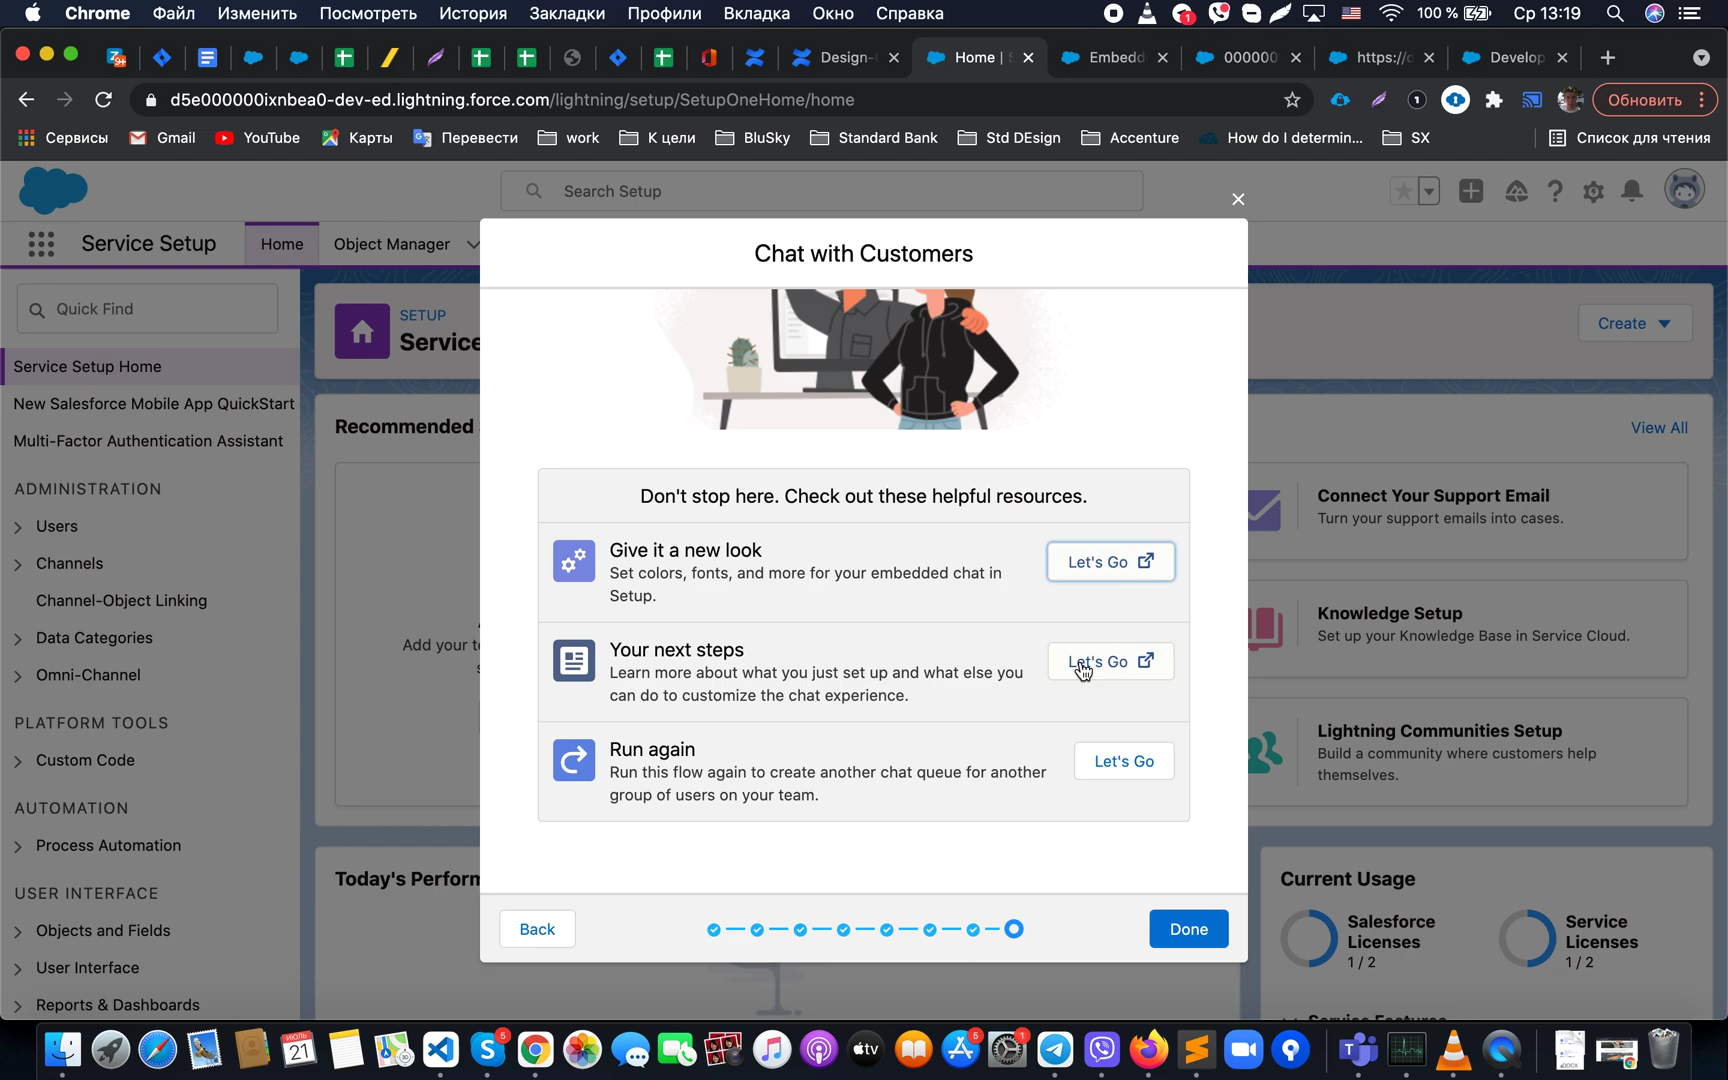 Chrome Файл Изменить Посмотреть История Закладки Профили Вкладка Окно Справка 1 100 % Ср 13:19
9+ Design- Home | Embedd 000000 https:// Develop
d5e000000ixnbea0-dev-ed.lightning.force.com/lightning/setup/SetupOneHome/home Обновить
Сервисы Gmail YouTube Карты Перевести work К цели BluSky Standard Bank Std DEsign Accenture How do I determin... SX Список для чтения
Search Setup
Service Setup Home Object Manager
Quick Find
Service Setup Home
New Salesforce Mobile App QuickStart
Multi-Factor Authentication Assistant
ADMINISTRATION
Users
Channels
Channel-Object Linking
Data Categories
Omni-Channel
PLATFORM TOOLS
Custom Code
AUTOMATION
Process Automation
USER INTERFACE
Objects and Fields
User Interface
Reports & Dashboards
SETUP
Service
Create
Recommended
View All
Add your te
Today's Perforn
Chat with Customers
Don't stop here. Check out these helpful resources.
Give it a new look
Set colors, fonts, and more for your embedded chat in
Setup.
Let's Go
Your next steps
Learn more about what you just set up and what else you
can do to customize the chat experience.
Let's Go
Run again
Run this flow again to create another chat queue for another
group of users on your team.
Let's Go
Back
Done
Connect Your Support Email
Turn your support emails into cases.
Knowledge Setup
Set up your Knowledge Base in Service Cloud.
Lightning Communities Setup
Build a community where customers help
themselves.
Current Usage
Salesforce
Licenses
1 / 2
Service
Licenses
1 / 2
ИЮЛЬ
21
5
tv
5
1